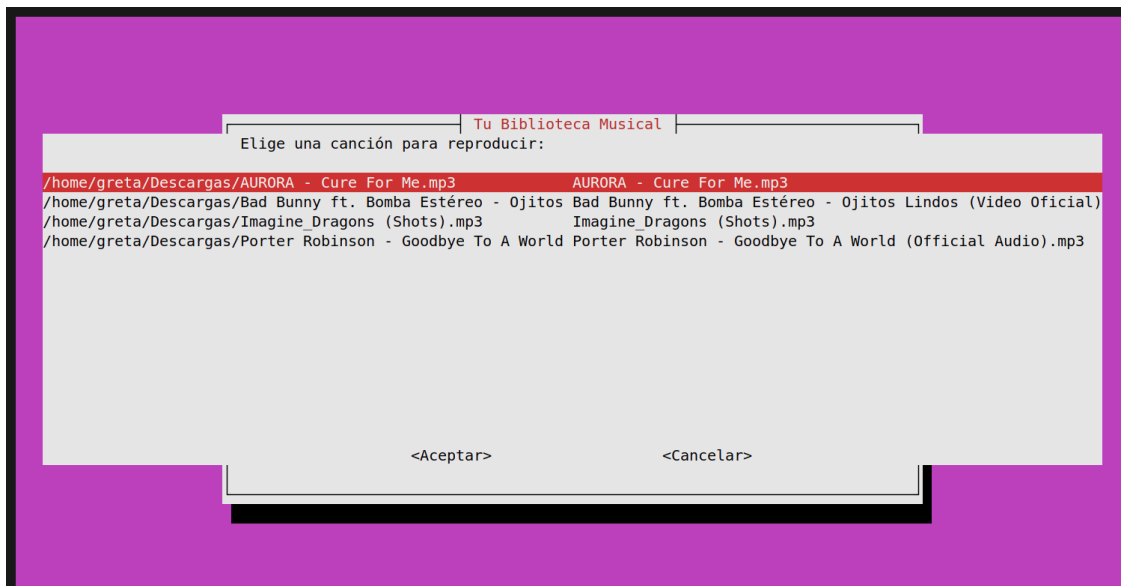 Tu Biblioteca Musical
Elige una canción para reproducir:
/home/greta/Descargas/AURORA - Cure For Me.mp3 AURORA - Cure For Me.mp3
/home/greta/Descargas/Bad Bunny ft. Bomba Estéreo - Ojitos Bad Bunny ft. Bomba Estéreo - Ojitos Lindos (Video Oficial)
/home/greta/Descargas/Imagine_Dragons (Shots).mp3 Imagine_Dragons (Shots).mp3
/home/greta/Descargas/Porter Robinson - Goodbye To A World Porter Robinson - Goodbye To A World (Official Audio).mp3
<Aceptar> <Cancelar>